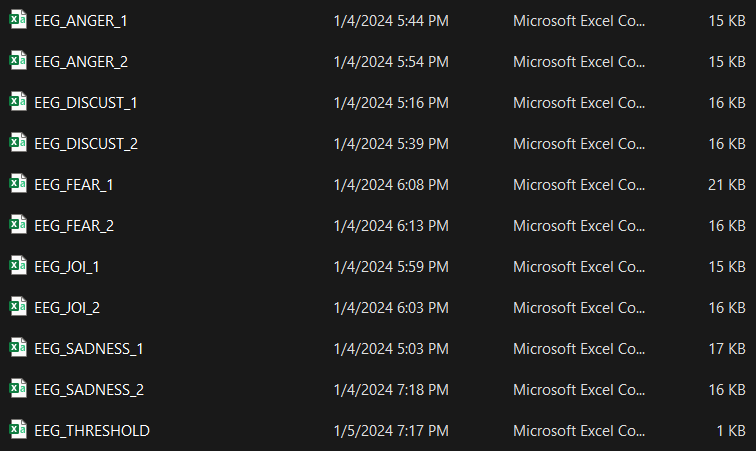 EEG_ANGER_1 1/4/2024 5:44 PM Microsoft Excel Co... 15 KB
EEG_ANGER_2 1/4/2024 5:54 PM Microsoft Excel Co... 15 KB
EEG_DISCUST_1 1/4/2024 5:16 PM Microsoft Excel Co... 16 KB
EEG_DISCUST_2 1/4/2024 5:39 PM Microsoft Excel Co... 16 KB
EEG_FEAR_1 1/4/2024 6:08 PM Microsoft Excel Co... 21 KB
EEG_FEAR_2 1/4/2024 6:13 PM Microsoft Excel Co... 16 KB
EEG_JOI_1 1/4/2024 5:59 PM Microsoft Excel Co... 15 KB
EEG_JOI_2 1/4/2024 6:03 PM Microsoft Excel Co... 16 KB
EEG_SADNESS_1 1/4/2024 5:03 PM Microsoft Excel Co... 17 KB
EEG_SADNESS_2 1/4/2024 7:18 PM Microsoft Excel Co... 16 KB
EEG_THRESHOLD 1/5/2024 7:17 PM Microsoft Excel Co... 1 KB